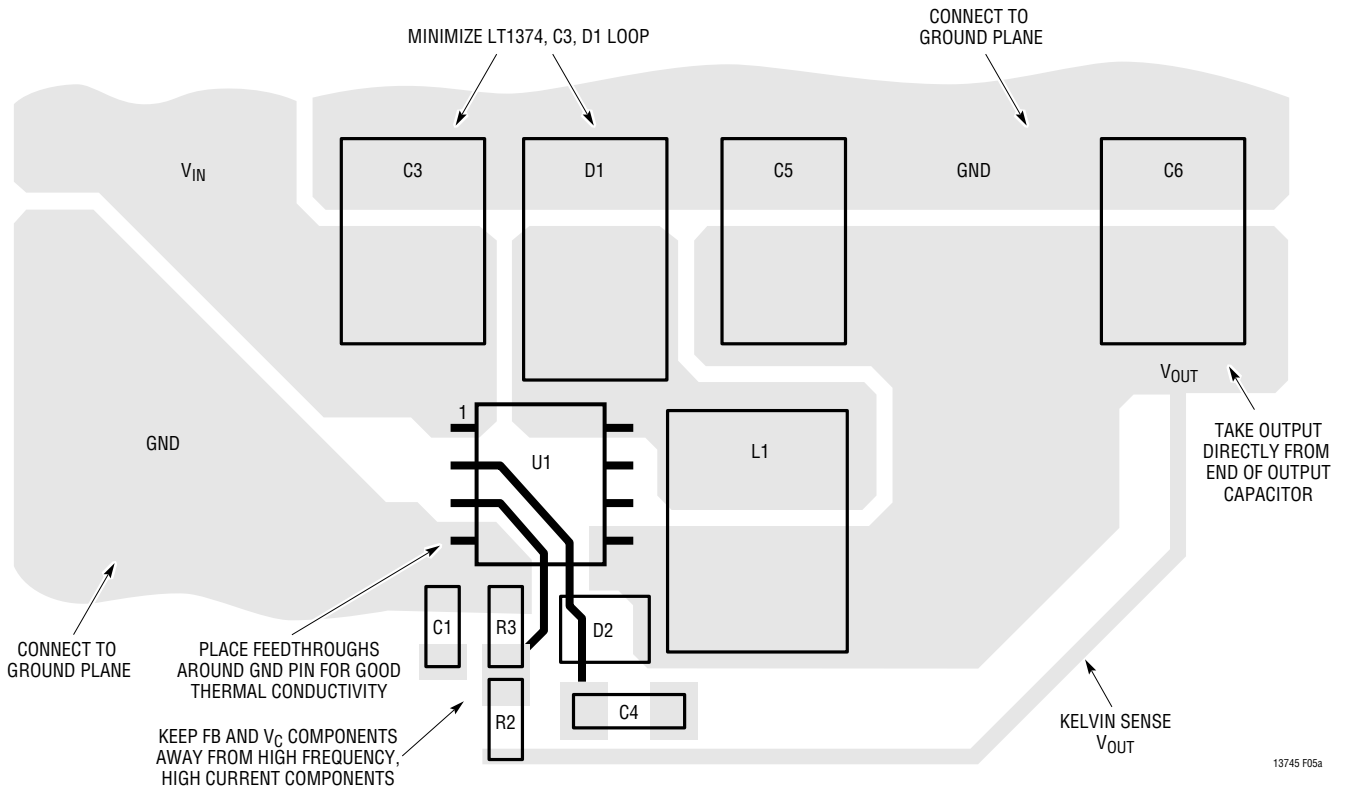 MINIMIZE LT1374, C3, D1 LOOP
CONNECT TO
GROUND PLANE
VIN
C3
D1
C5
GND
C6
VOUT
TAKE OUTPUT
DIRECTLY FROM
END OF OUTPUT
CAPACITOR
GND
1
U1
L1
CONNECT TO
GROUND PLANE
PLACE FEEDTHROUGHS
AROUND GND PIN FOR GOOD
THERMAL CONDUCTIVITY
C1
R3
D2
R2
C4
KEEP FB AND VC COMPONENTS
AWAY FROM HIGH FREQUENCY,
HIGH CURRENT COMPONENTS
KELVIN SENSE
VOUT
13745 F05a